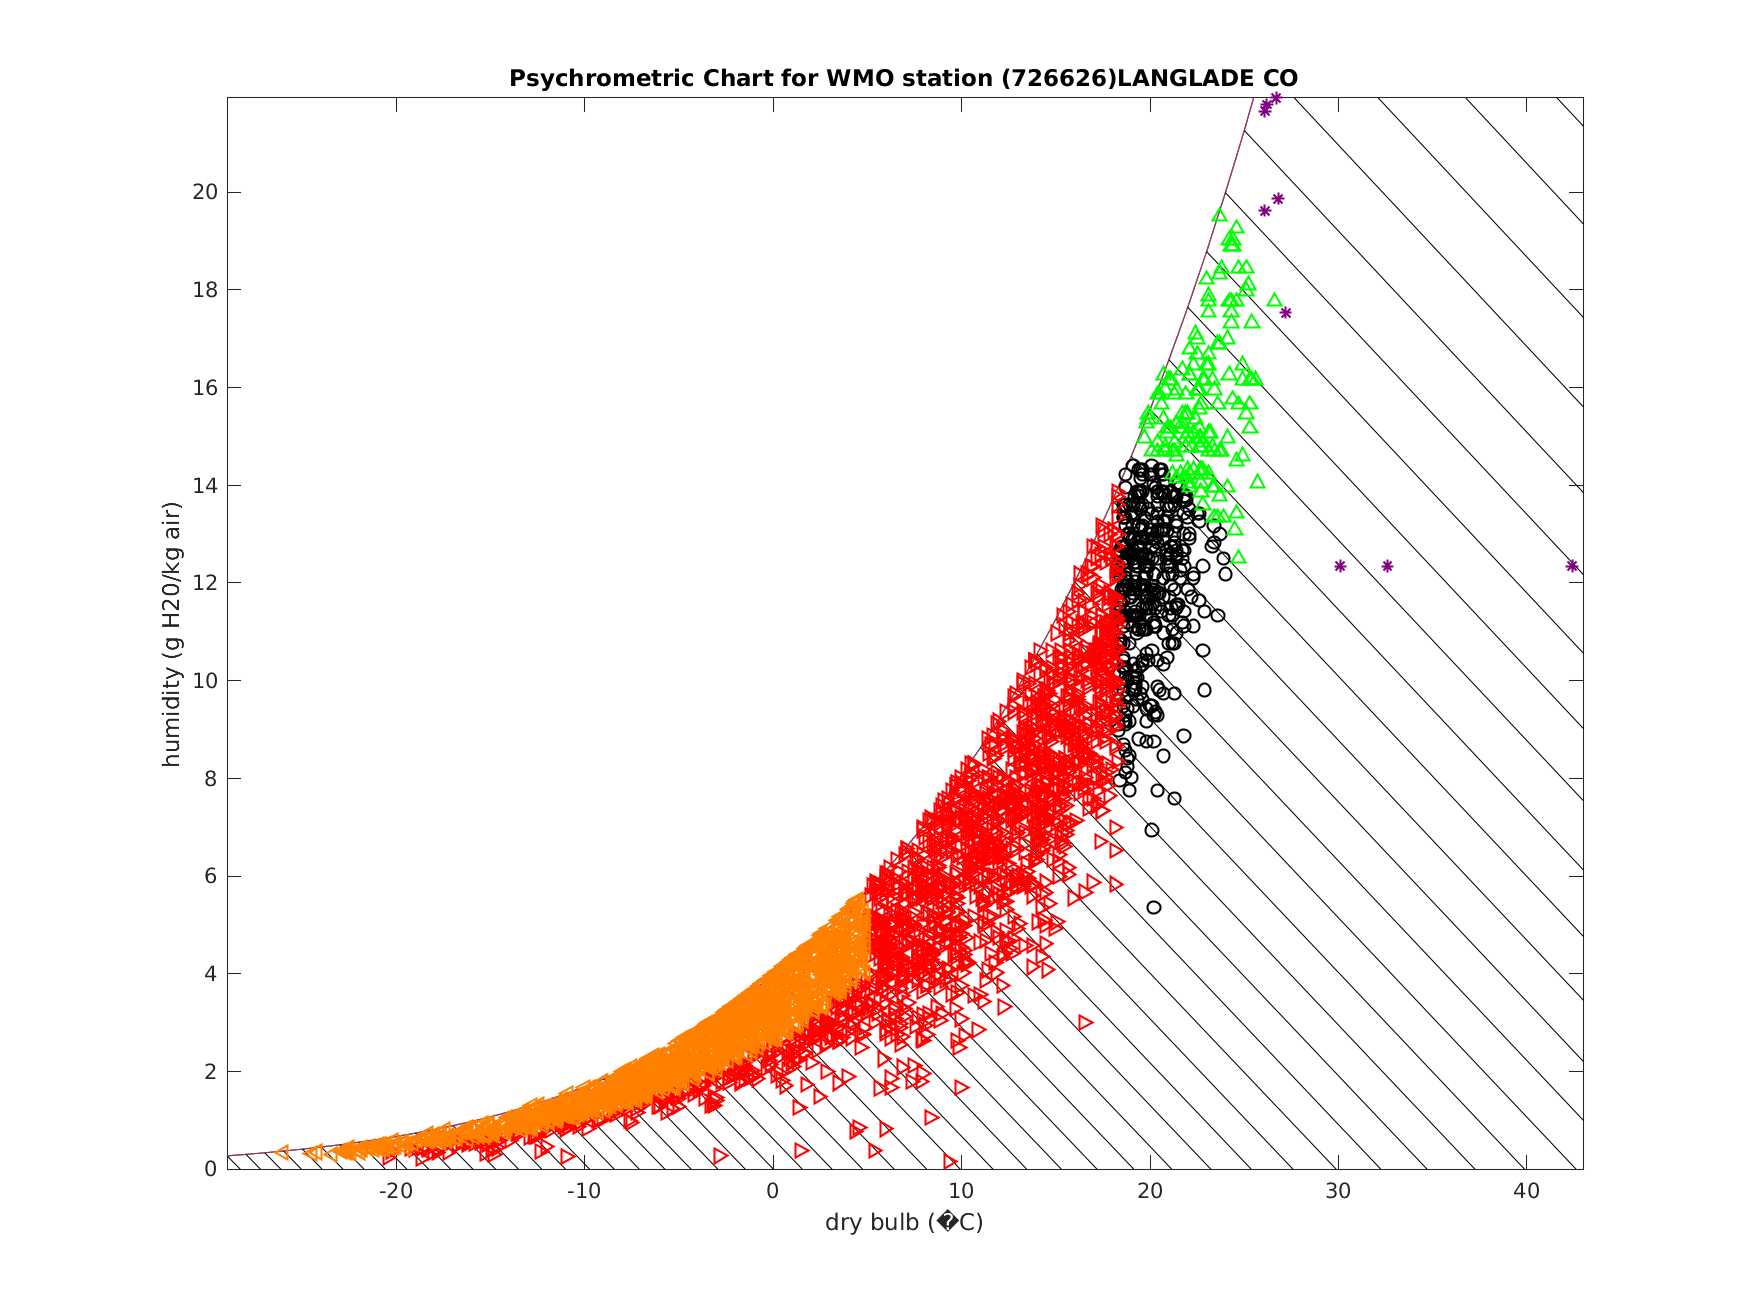 Psychrometric Chart for WMO station (726626)LANGLADE CO
humidity (g H20/kg air)
20
18
16
14
12
10
8
6
4
2
0
-20 -10 0 10 20 30 40
dry bulb (�C)